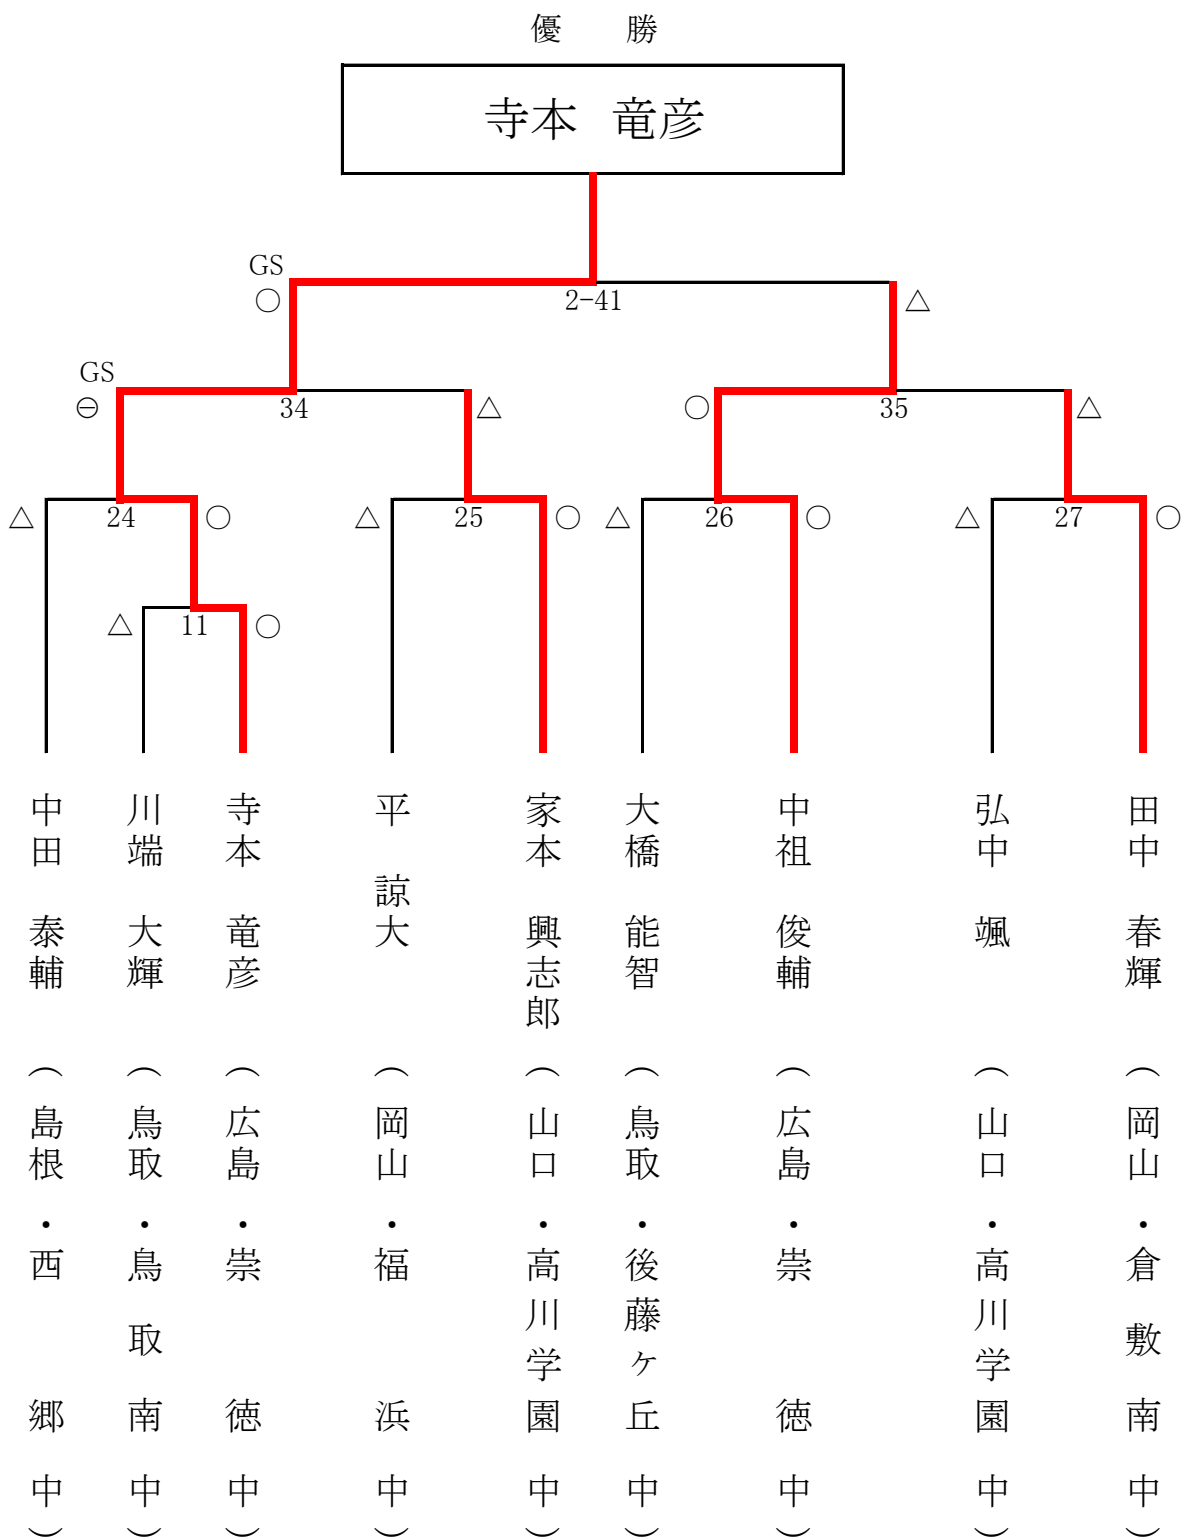 優　勝
寺本　竜彦
GS
○ 2-41 △
GS
⊖ 34 △ ○ 35 △
△ 24 ○ △ 25 ○ △ 26 ○ △ 27 ○
△ 11 ○
中田　泰輔（島根・西郷中）
川端　大輝（鳥取・鳥取南中）
寺本　竜彦（広島・崇徳中）
平　諒大（岡山・福浜中）
家本　興志郎（山口・高川学園中）
大橋　能智（鳥取・後藤ヶ丘中）
中祖　俊輔（広島・崇徳中）
弘中　颯（山口・高川学園中）
田中　春輝（岡山・倉敷南中）